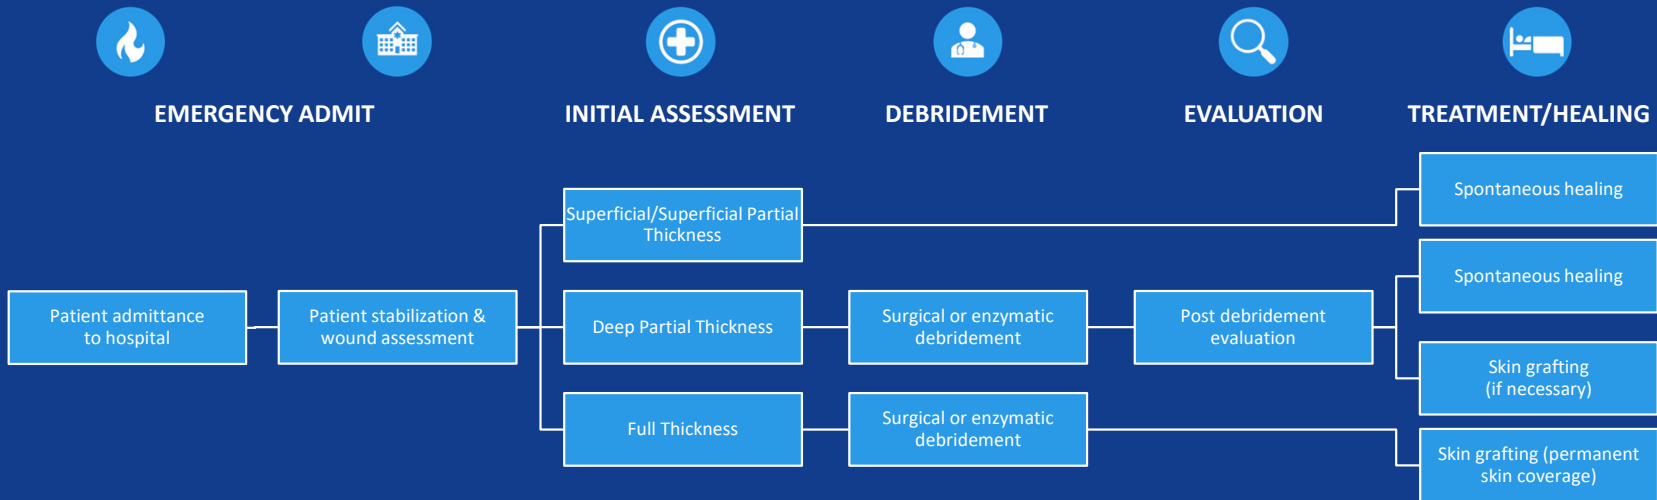 EMERGENCY ADMIT
INITIAL ASSESSMENT
DEBRIDEMENT
EVALUATION
TREATMENT/HEALING
Patient admittance
to hospital
Patient stabilization &
wound assessment
Superficial/Superficial Partial
Thickness
Deep Partial Thickness
Full Thickness
Surgical or enzymatic
debridement
Surgical or enzymatic
debridement
Post debridement
evaluation
Spontaneous healing
Spontaneous healing
Skin grafting
(if necessary)
Skin grafting (permanent
skin coverage)